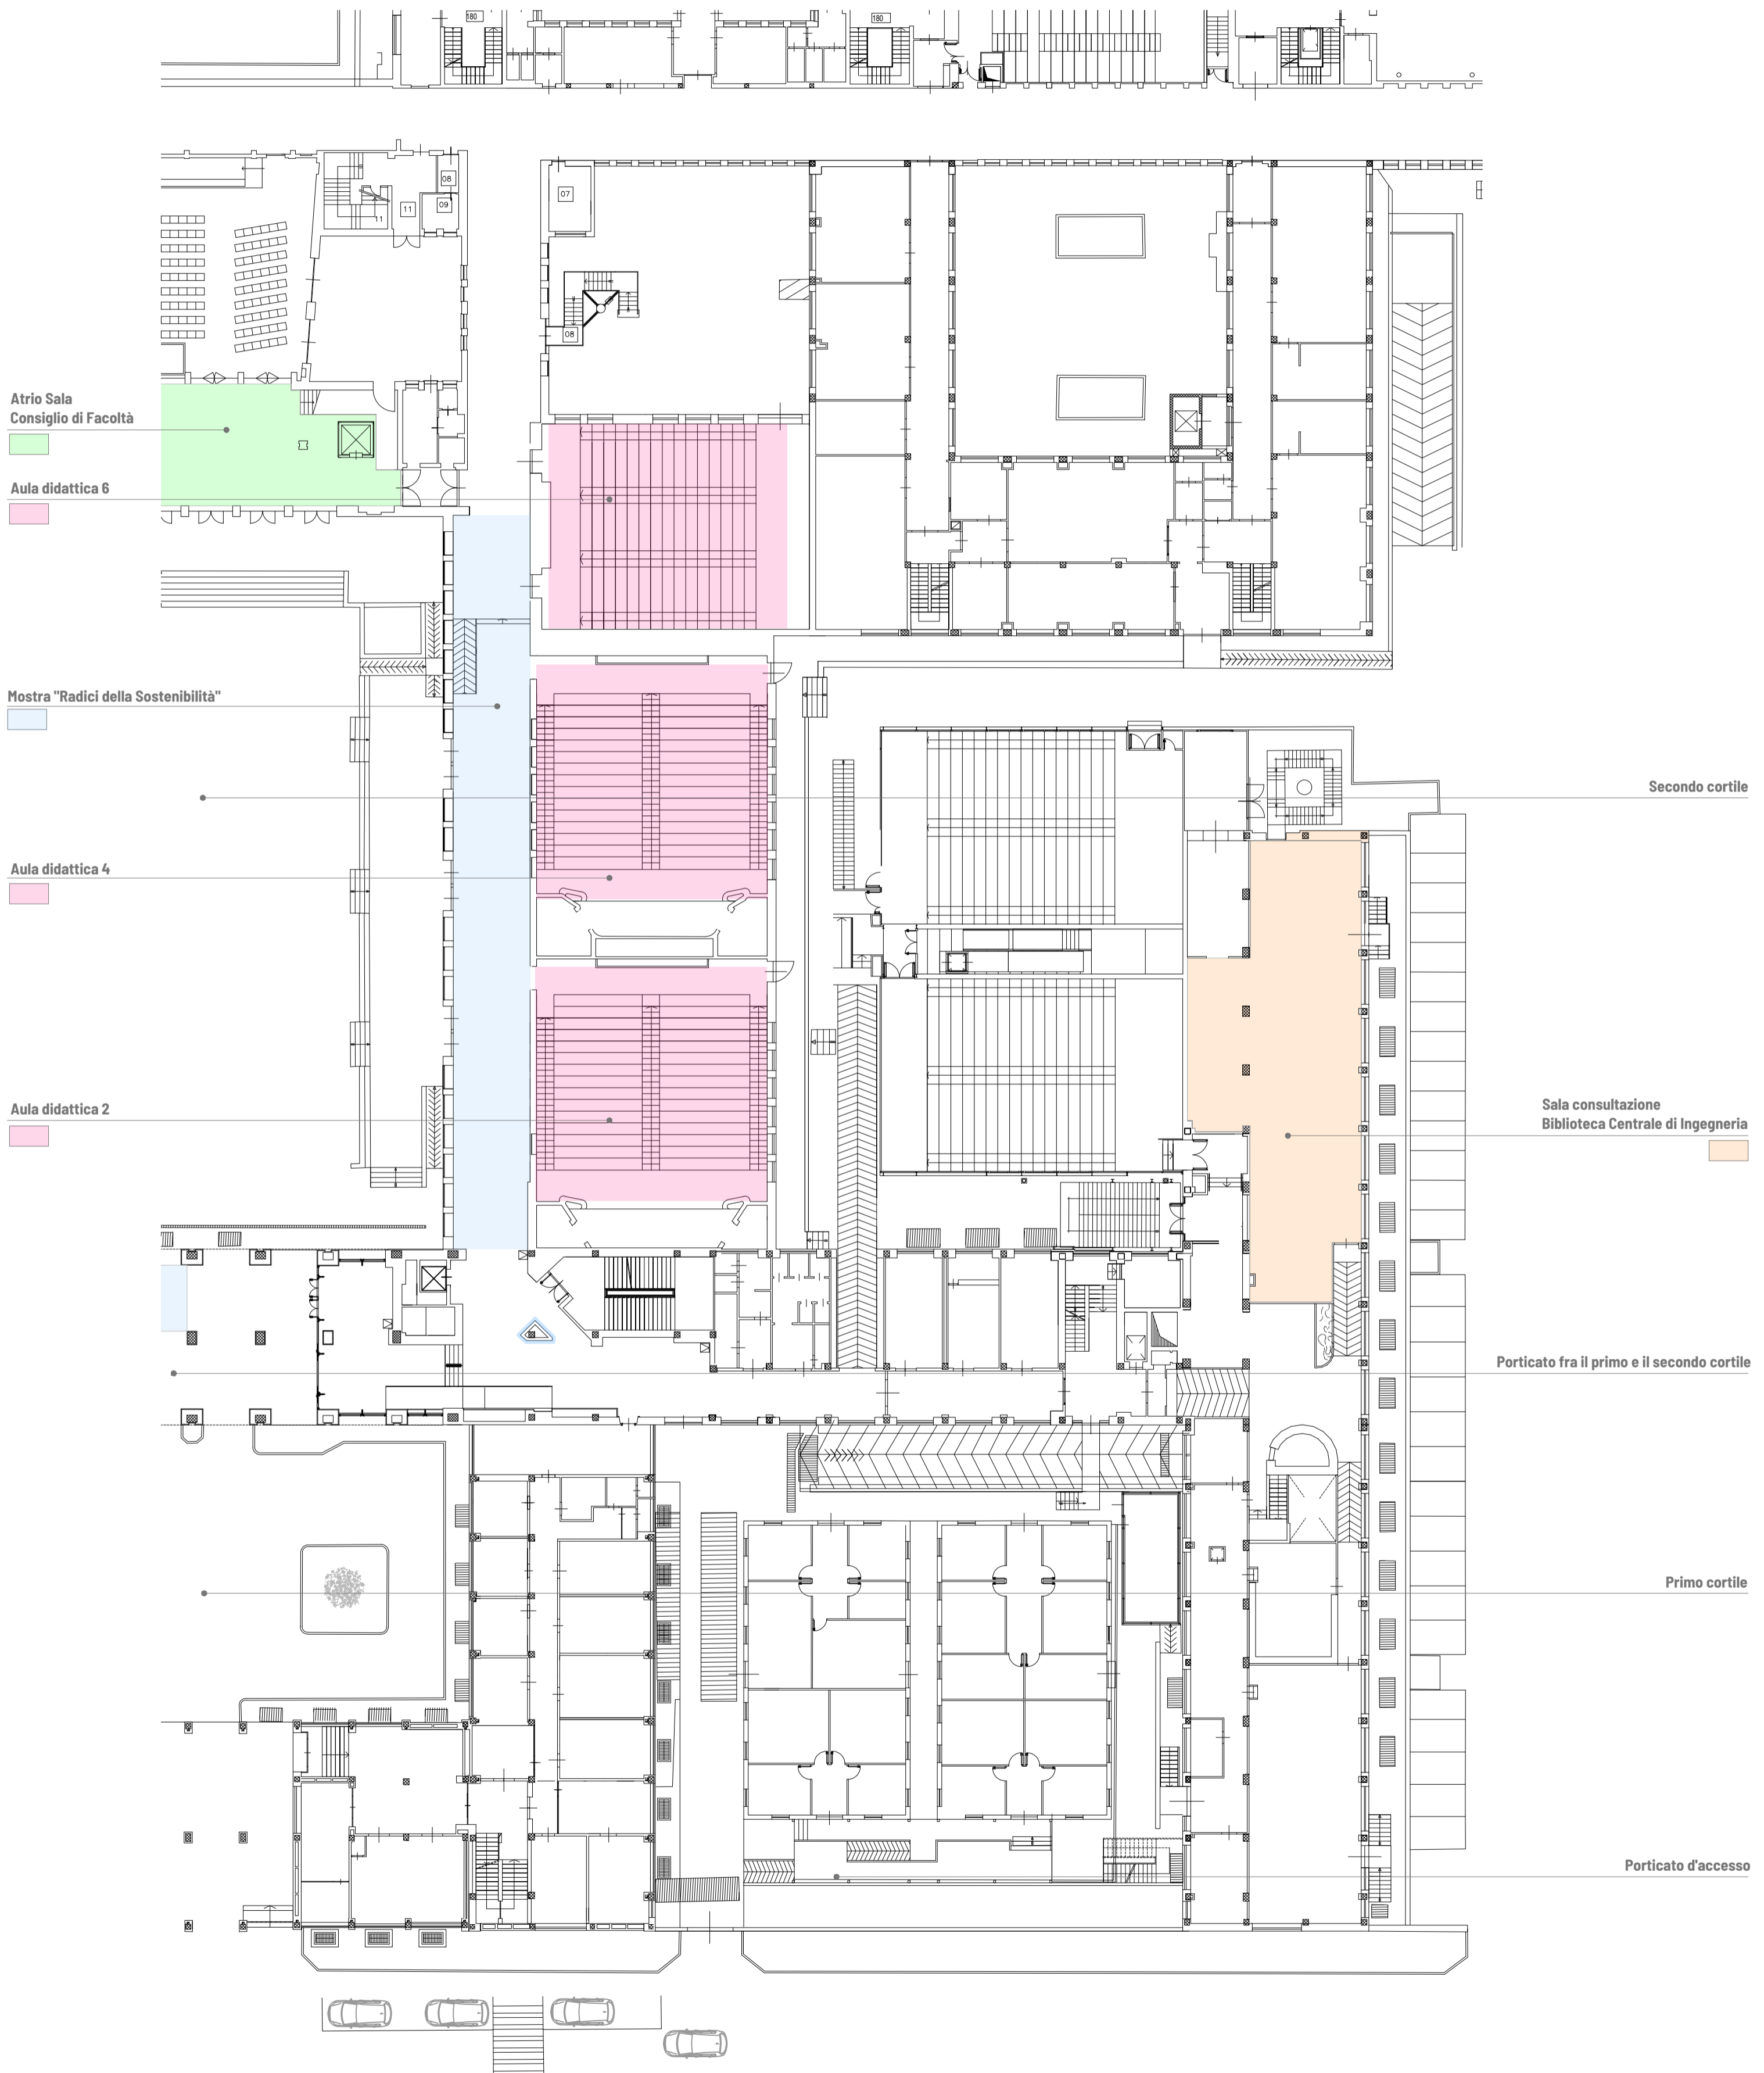 180
180
08
11
09
11
07
08
Atrio Sala
Consiglio di Facoltà
Aula didattica 6
Mostra "Radici della Sostenibilità"
Secondo cortile
Aula didattica 4
Sala consultazione
Biblioteca Centrale di Ingegneria
Aula didattica 2
Porticato fra il primo e il secondo cortile
Primo cortile
Porticato d'accesso